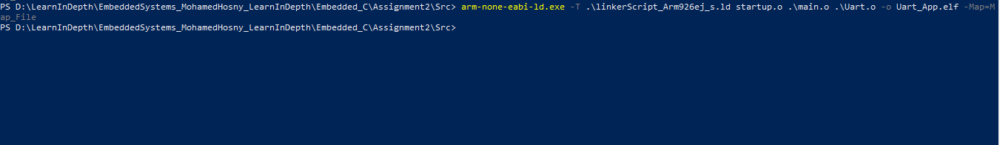 PS D:\LearnInDepth\EmbeddedSystems_MohamedHosny_LearnInDepth\Embedded_C\Assignment2\Src> arm-none-eabi-ld.exe -T .\linkerScript_Arm926ej_s.ld startup.o .\main.o .\Uart.o -o Uart_App.elf -Map=M
ap_File
PS D:\LearnInDepth\EmbeddedSystems_MohamedHosny_LearnInDepth\Embedded_C\Assignment2\Src>